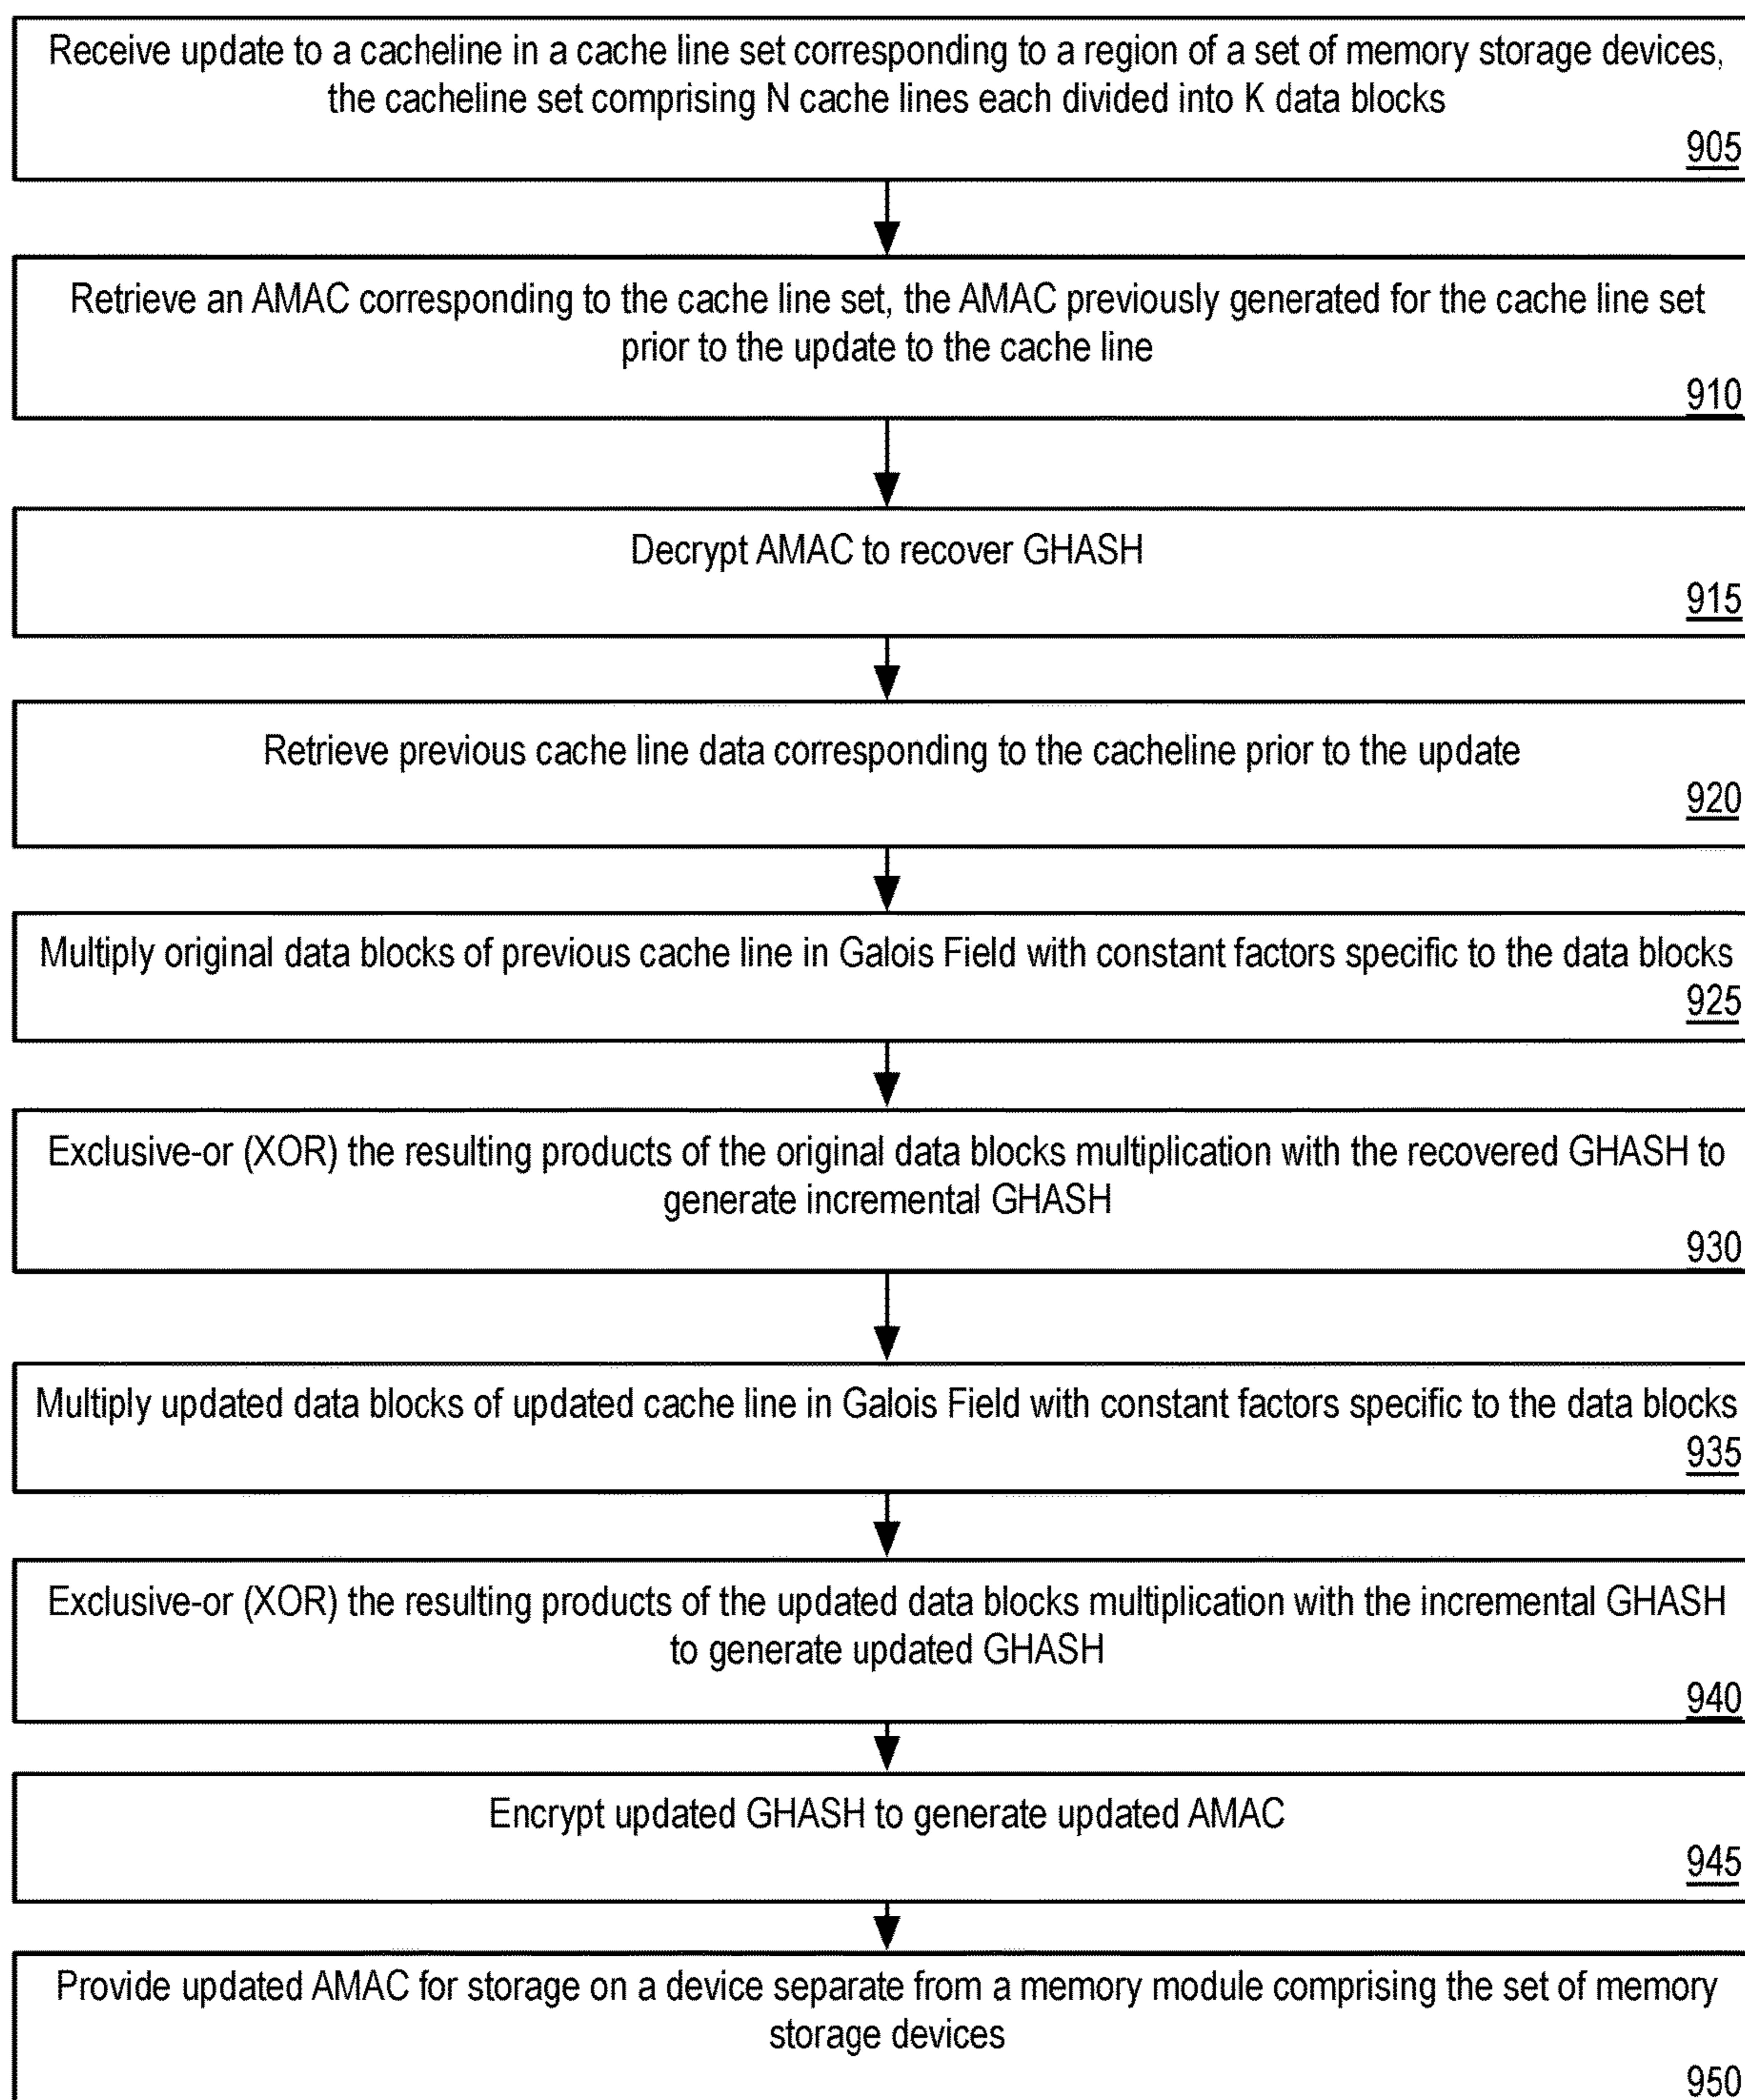 Receive update to a cacheline in a cache line set corresponding to a region of a set of memory storage devices,
the cacheline set comprising N cache lines each divided into K data blocks
905
Retrieve an AMAC corresponding to the cache line set, the AMAC previously generated for the cache line set
prior to the update to the cache line
910
Decrypt AMAC to recover GHASH
915
Retrieve previous cache line data corresponding to the cacheline prior to the update
920
Multiply original data blocks of previous cache line in Galois Field with constant factors specific to the data blocks
925
Exclusive-or (XOR) the resulting products of the original data blocks multiplication with the recovered GHASH to
generate incremental GHASH
930
Multiply updated data blocks of updated cache line in Galois Field with constant factors specific to the data blocks
935
Exclusive-or (XOR) the resulting products of the updated data blocks multiplication with the incremental GHASH
to generate updated GHASH
940
Encrypt updated GHASH to generate updated AMAC
945
Provide updated AMAC for storage on a device separate from a memory module comprising the set of memory
storage devices
950